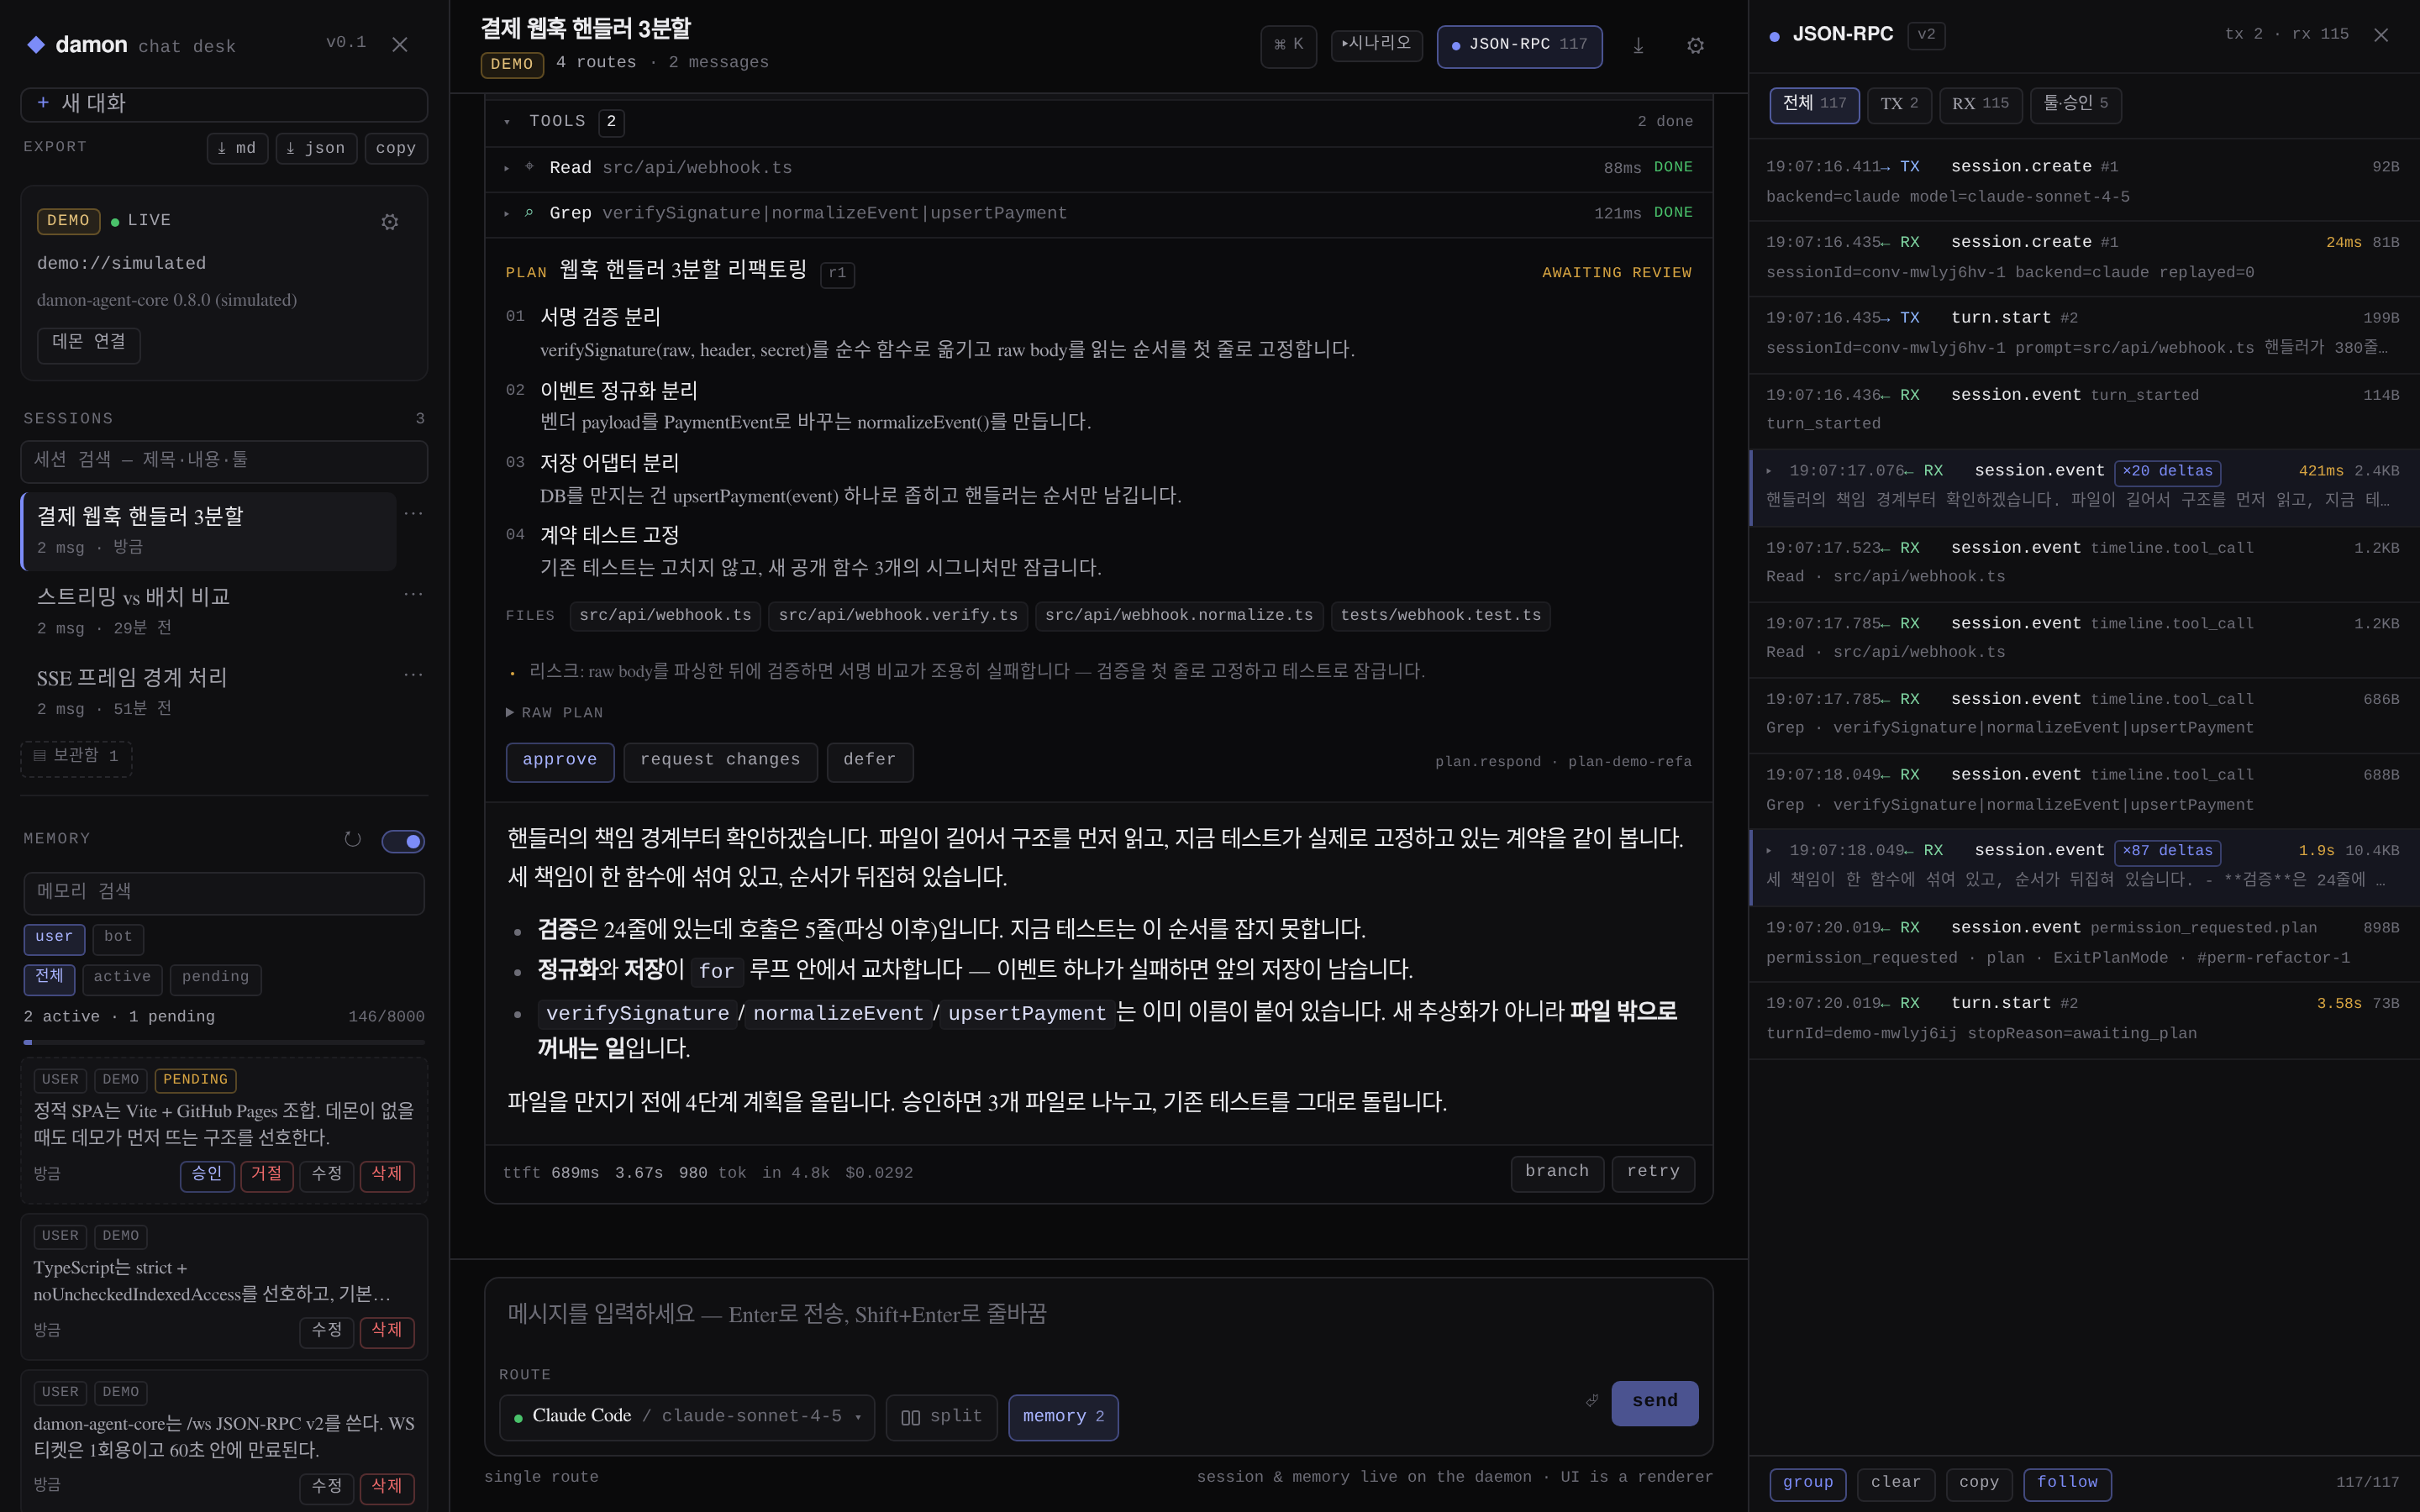 damon chat desk v0.1
+ 새 대화
EXPORT ↓ md ↓ json copy
DEMO LIVE
demo://simulated
damon-agent-core 0.8.0 (simulated)
데몬 연결
SESSIONS 3
세션 검색 — 제목·내용·툴
결제 웹훅 핸들러 3분할 ...
2 msg · 방금
스트리밍 vs 배치 비교 ...
2 msg · 29분 전
SSE 프레임 경계 처리 ...
2 msg · 51분 전
보관함 1
MEMORY
메모리 검색
user bot
전체 active pending
2 active · 1 pending 146/8000
USER DEMO PENDING
정적 SPA는 Vite + GitHub Pages 조합. 데몬이 없을
때도 데모가 먼저 뜨는 구조를 선호한다.
방금 승인 거절 수정 삭제
USER DEMO
TypeScript는 strict +
noUncheckedIndexedAccess를 선호하고, 기본…
방금 수정 삭제
USER DEMO
damon-agent-core는 /ws JSON-RPC v2를 쓴다. WS
티켓은 1회용이고 60초 안에 만료된다.
방금 수정 삭제
결제 웹훅 핸들러 3분할
DEMO 4 routes · 2 messages
⌘ K ▸시나리오 JSON-RPC 117
TOOLS 2 2 done
Read src/api/webhook.ts 88ms DONE
Grep verifySignature|normalizeEvent|upsertPayment 121ms DONE
PLAN 웹훅 핸들러 3분할 리팩토링 r1 AWAITING REVIEW
01 서명 검증 분리
verifySignature(raw, header, secret)를 순수 함수로 옮기고 raw body를 읽는 순서를 첫 줄로 고정합니다.
02 이벤트 정규화 분리
벤더 payload를 PaymentEvent로 바꾸는 normalizeEvent()를 만듭니다.
03 저장 어댑터 분리
DB를 만지는 건 upsertPayment(event) 하나로 좁히고 핸들러는 순서만 남깁니다.
04 계약 테스트 고정
기존 테스트는 고치지 않고, 새 공개 함수 3개의 시그니처만 잠급니다.
FILES src/api/webhook.ts src/api/webhook.verify.ts src/api/webhook.normalize.ts tests/webhook.test.ts
리스크: raw body를 파싱한 뒤에 검증하면 서명 비교가 조용히 실패합니다 — 검증을 첫 줄로 고정하고 테스트로 잠급니다.
▶ RAW PLAN
approve request changes defer plan.respond · plan-demo-refa
핸들러의 책임 경계부터 확인하겠습니다. 파일이 길어서 구조를 먼저 읽고, 지금 테스트가 실제로 고정하고 있는 계약을 같이 봅니다.
세 책임이 한 함수에 섞여 있고, 순서가 뒤집혀 있습니다.
• 검증은 24줄에 있는데 호출은 5줄(파싱 이후)입니다. 지금 테스트는 이 순서를 잡지 못합니다.
• 정규화와 저장이 for 루프 안에서 교차합니다 — 이벤트 하나가 실패하면 앞의 저장이 남습니다.
• verifySignature/normalizeEvent/upsertPayment는 이미 이름이 붙어 있습니다. 새 추상화가 아니라 파일 밖으로
꺼내는 일입니다.
파일을 만지기 전에 4단계 계획을 올립니다. 승인하면 3개 파일로 나누고, 기존 테스트를 그대로 돌립니다.
ttft 689ms 3.67s 980 tok in 4.8k $0.0292 branch retry
메시지를 입력하세요 — Enter로 전송, Shift+Enter로 줄바꿈
ROUTE
Claude Code / claude-sonnet-4-5 ▾ split memory 2 send
single route session & memory live on the daemon · UI is a renderer
JSON-RPC v2 tx 2 · rx 115
전체 117 TX 2 RX 115 툴·승인 5
19:07:16.411→ TX session.create #1 92B
backend=claude model=claude-sonnet-4-5
19:07:16.435← RX session.create #1 24ms 81B
sessionId=conv-mwlyj6hv-1 backend=claude replayed=0
19:07:16.435→ TX turn.start #2 199B
sessionId=conv-mwlyj6hv-1 prompt=src/api/webhook.ts 핸들러가 380줄…
19:07:16.436← RX session.event turn_started 114B
turn_started
19:07:17.076← RX session.event ×20 deltas 421ms 2.4KB
핸들러의 책임 경계부터 확인하겠습니다. 파일이 길어서 구조를 먼저 읽고, 지금 테…
19:07:17.523← RX session.event timeline.tool_call 1.2KB
Read · src/api/webhook.ts
19:07:17.785← RX session.event timeline.tool_call 1.2KB
Read · src/api/webhook.ts
19:07:17.785← RX session.event timeline.tool_call 686B
Grep · verifySignature|normalizeEvent|upsertPayment
19:07:18.049← RX session.event timeline.tool_call 688B
Grep · verifySignature|normalizeEvent|upsertPayment
19:07:18.049← RX session.event ×87 deltas 1.9s 10.4KB
세 책임이 한 함수에 섞여 있고, 순서가 뒤집혀 있습니다. - **검증**은 24줄에 …
19:07:20.019← RX session.event permission_requested.plan 898B
permission_requested · plan · ExitPlanMode · #perm-refactor-1
19:07:20.019← RX turn.start #2 3.58s 73B
turnId=demo-mwlyj6ij stopReason=awaiting_plan
group clear copy follow 117/117